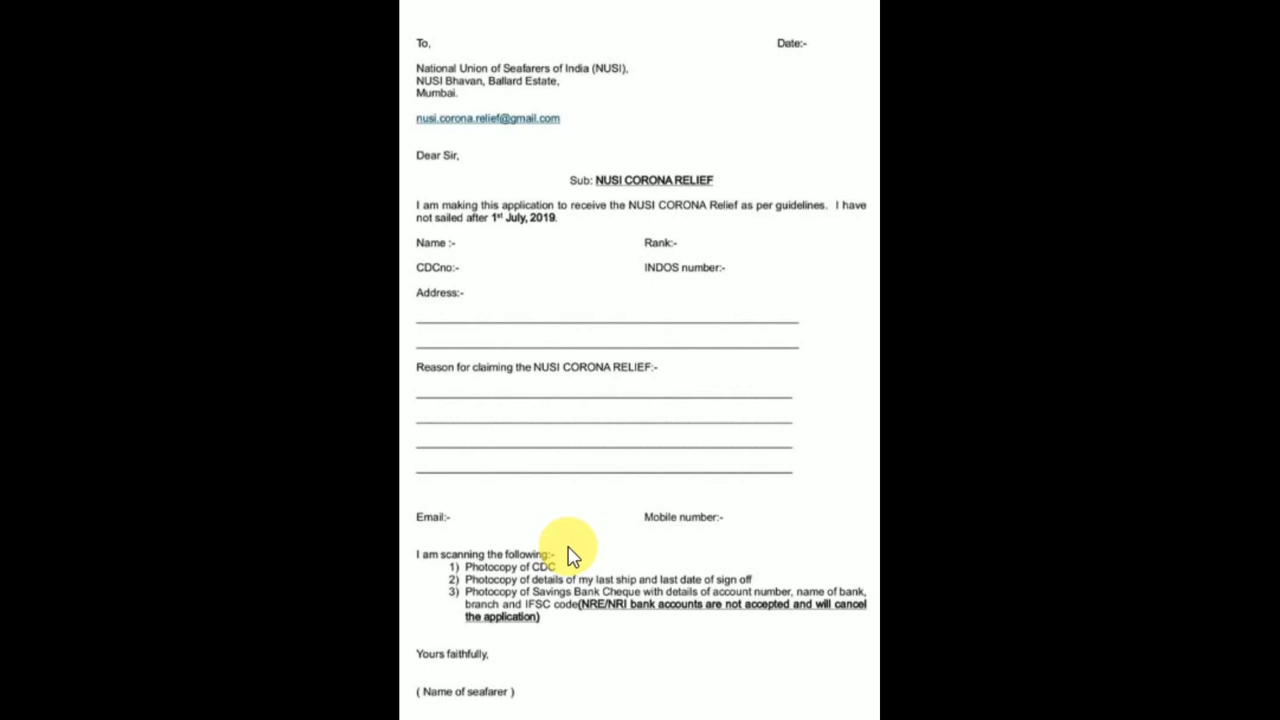 To, Date:-
National Union of Seafarers of India (NUSI),
NUSI Bhavan, Ballard Estate,
Mumbai.
nusi.corona.relief@gmail.com
Dear Sir,
Sub: NUSI CORONA RELIEF
I am making this application to receive the NUSI CORONA Relief as per guidelines. I have
not sailed after 1st July, 2019.
Name :- Rank:-
CDCno:- INDOS number:-
Address:-
Reason for claiming the NUSI CORONA RELIEF:-
Email:- Mobile number:-
I am scanning the following:-
1) Photocopy of CDC
2) Photocopy of details of my last ship and last date of sign off
3) Photocopy of Savings Bank Cheque with details of account number, name of bank,
branch and IFSC code(NRE/NRI bank accounts are not accepted and will cancel
the application)
Yours faithfully,
( Name of seafarer )